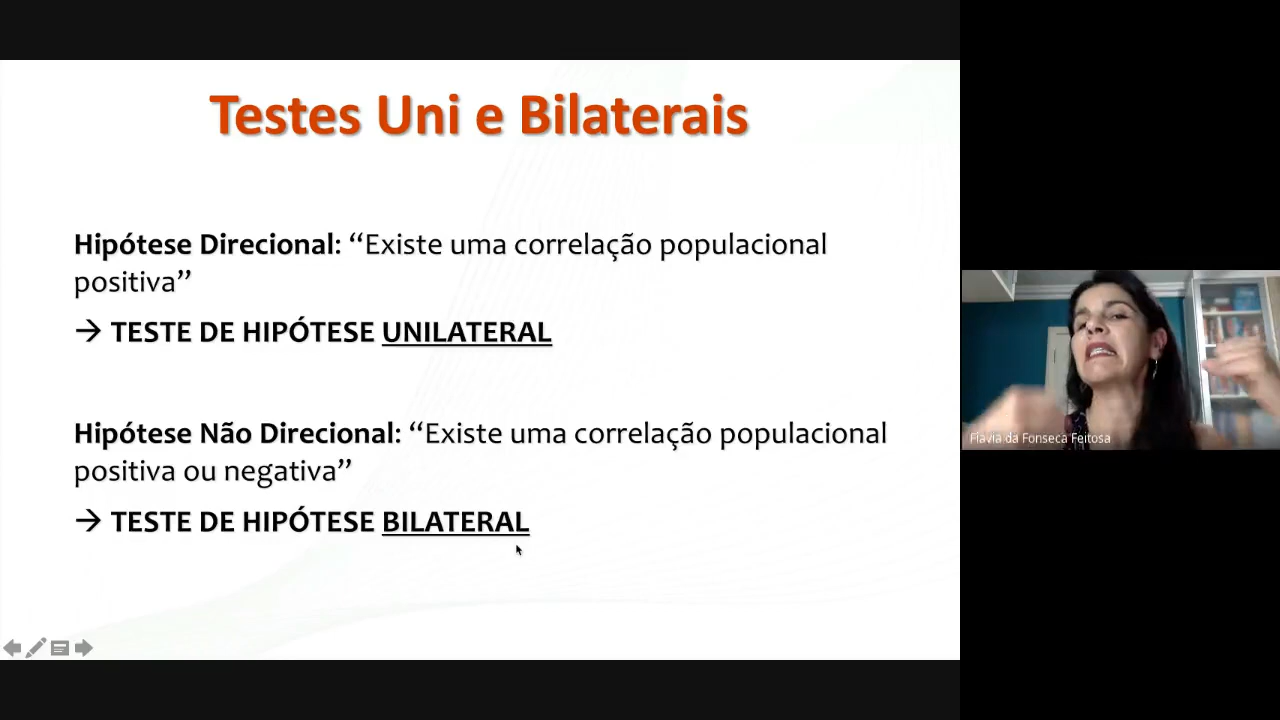 Testes Uni e Bilaterais
Hipótese Direcional: “Existe uma correlação populacional
positiva”
→ TESTE DE HIPÓTESE UNILATERAL
Hipótese Não Direcional: “Existe uma correlação populacional
positiva ou negativa”
→ TESTE DE HIPÓTESE BILATERAL
Flavia da Fonseca Feitosa